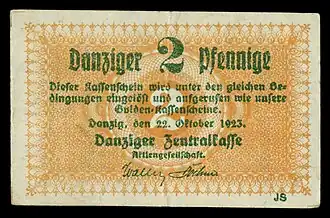 Danziger 2 Pfennige
Dieser Kassenschein wird unter den gleichen Be-
dingungen eingelöst und aufgerufen wie unsere
Gulden-Kassenscheine.
Danzig, den 22. Oktober 1923.
Danziger Zentralkasse
Aktiengesellschaft.
JS